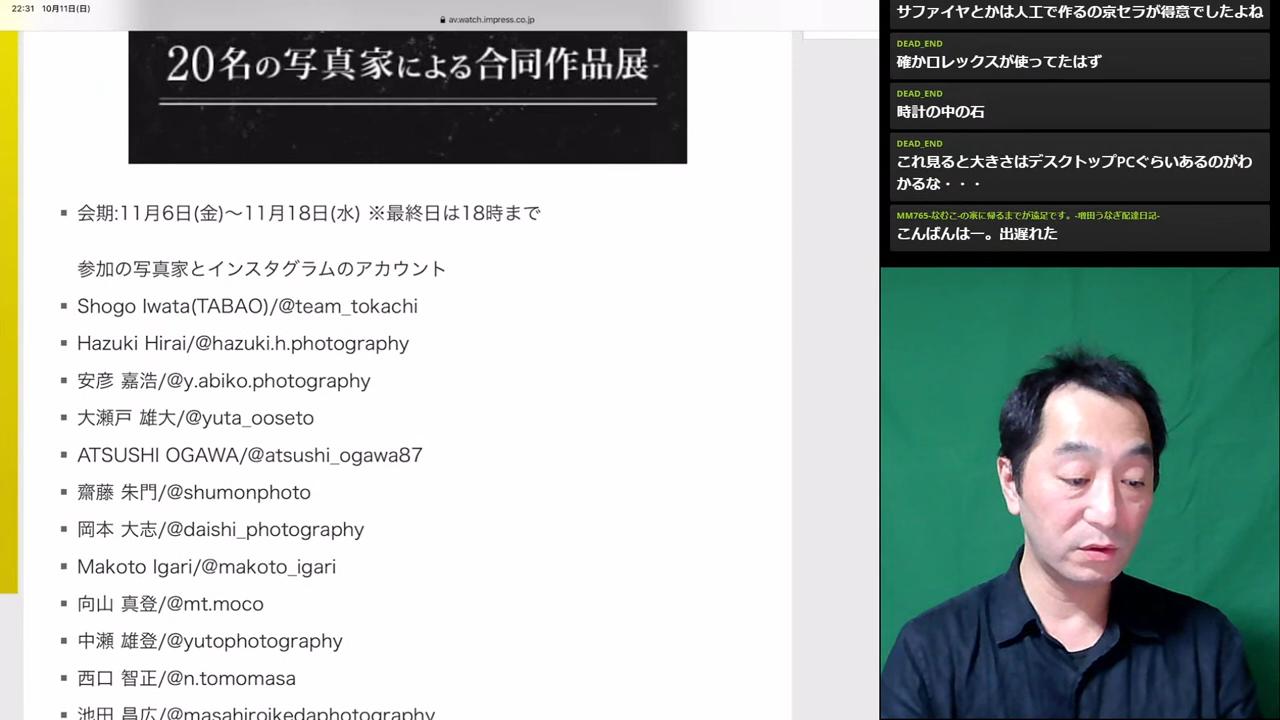 22:31 10月11日(日)
av.watch.impress.co.jp
20名の写真家による合同作品展
会期:11月6日(金)〜11月18日(水) ※最終日は18時まで
参加の写真家とインスタグラムのアカウント
Shogo Iwata(TABAO)/@team_tokachi
Hazuki Hirai/@hazuki.h.photography
安彦 嘉浩/@y.abiko.photography
大瀬戸 雄大/@yuta_ooseto
ATSUSHI OGAWA/@atsushi_ogawa87
齋藤 朱門/@shumonphoto
岡本 大志/@daishi_photography
Makoto Igari/@makoto_igari
向山 真登/@mt.moco
中瀬 雄登/@yutophotography
西口 智正/@n.tomomasa
池田 昌広/@masahiroikedaphotography
サファイヤとかは人工で作るの京セラが得意でしたよね
DEAD_END
確かロレックスが使ってたはず
DEAD_END
時計の中の石
DEAD_END
これ見ると大きさはデスクトップPCぐらいあるのがわ
かるな・・・
MM765-なむこ-の家に帰るまでが遠足です。-増田うなぎ配達日記-
こんばんはー。出遅れた